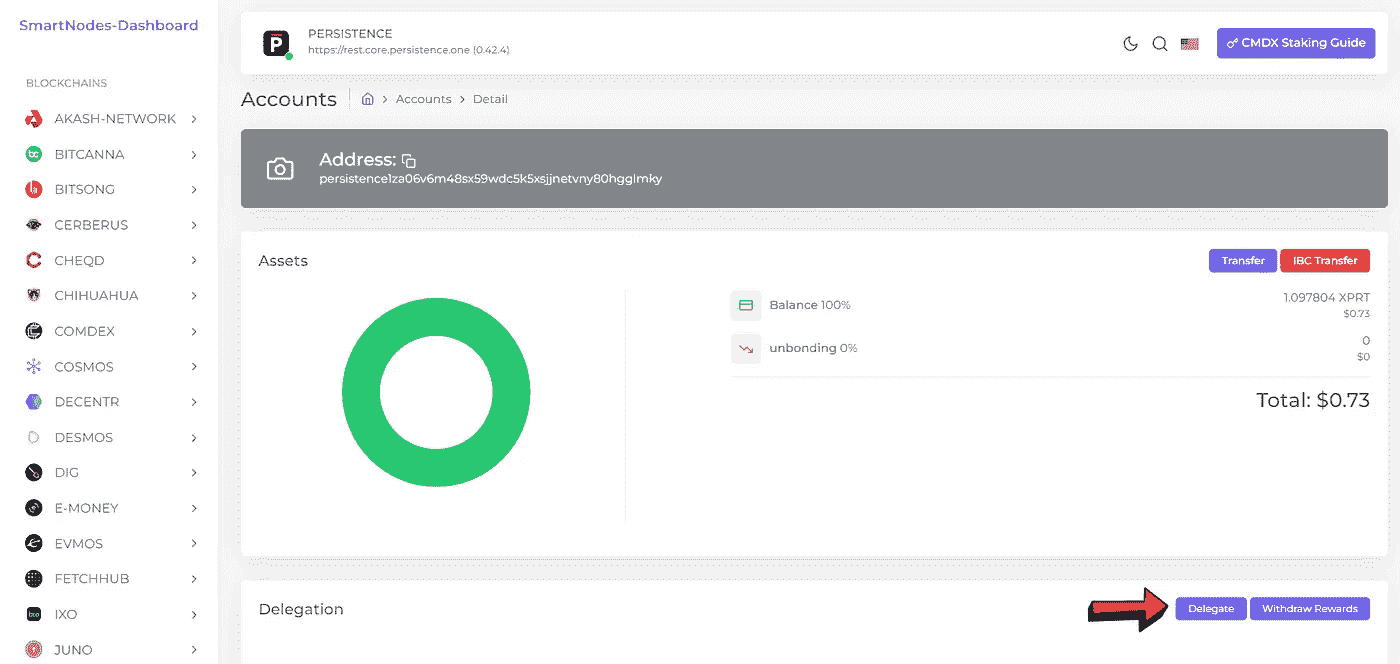 SmartNodes-Dashboard
BLOCKCHAINS
AKASH-NETWORK
BITCANNA
BITSONG
CERBERUS
CHEQD
CHIHUAHUA
COMDEX
COSMOS
DECENTR
DESMOS
DIG
E-MONEY
EVMOS
FETCHHUB
IXO
JUNO
P
PERSISTENCE
https://rest.core.persistence.one (0.42.4)
CMDX Staking Guide
Accounts
Accounts > Detail
Address:
persistence1za06v6m48sx59wdc5k5xsjjnetvny80hgglmky
Assets
Transfer
IBC Transfer
Balance 100%
1.097804 XPRT
$0.73
unbonding 0%
0
$0
Total: $0.73
Delegation
Delegate
Withdraw Rewards